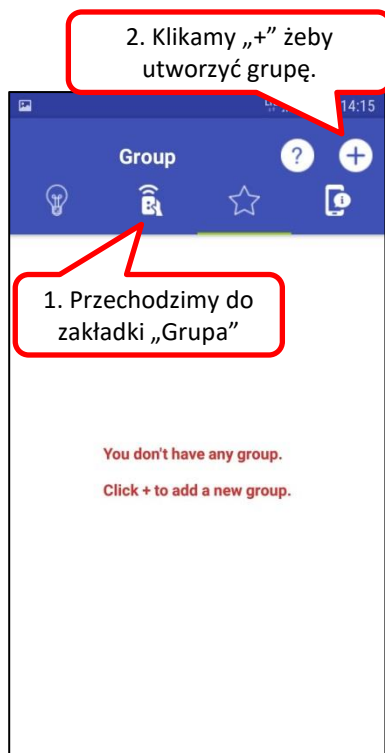 2. Klikamy „+” żeby
utworzyć grupę.
14:15
Group
?
+
1. Przechodzimy do
zakładki „Grupa”
You don't have any group.
Click + to add a new group.